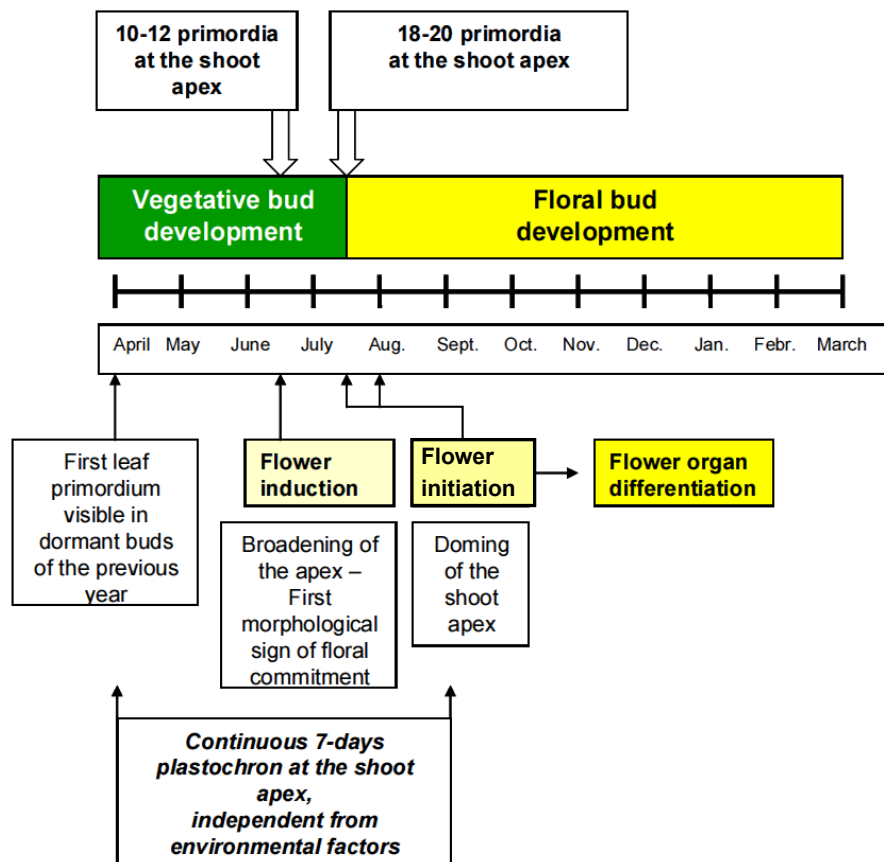 10-12 primordia
at the shoot
apex
18-20 primordia
at the shoot apex
Vegetative bud
development
Floral bud
development
April May June July Aug. Sept. Oct. Nov. Dec. Jan. Febr. March
First leaf
primordium
visible in
dormant buds
of the previous
year
Flower
induction
Flower
initiation
Flower organ
differentiation
Broadening of
the apex –
First
morphological
sign of floral
commitment
Doming
of the
shoot
apex
Continuous 7-days
plastochron at the shoot
apex,
independent from
environmental factors